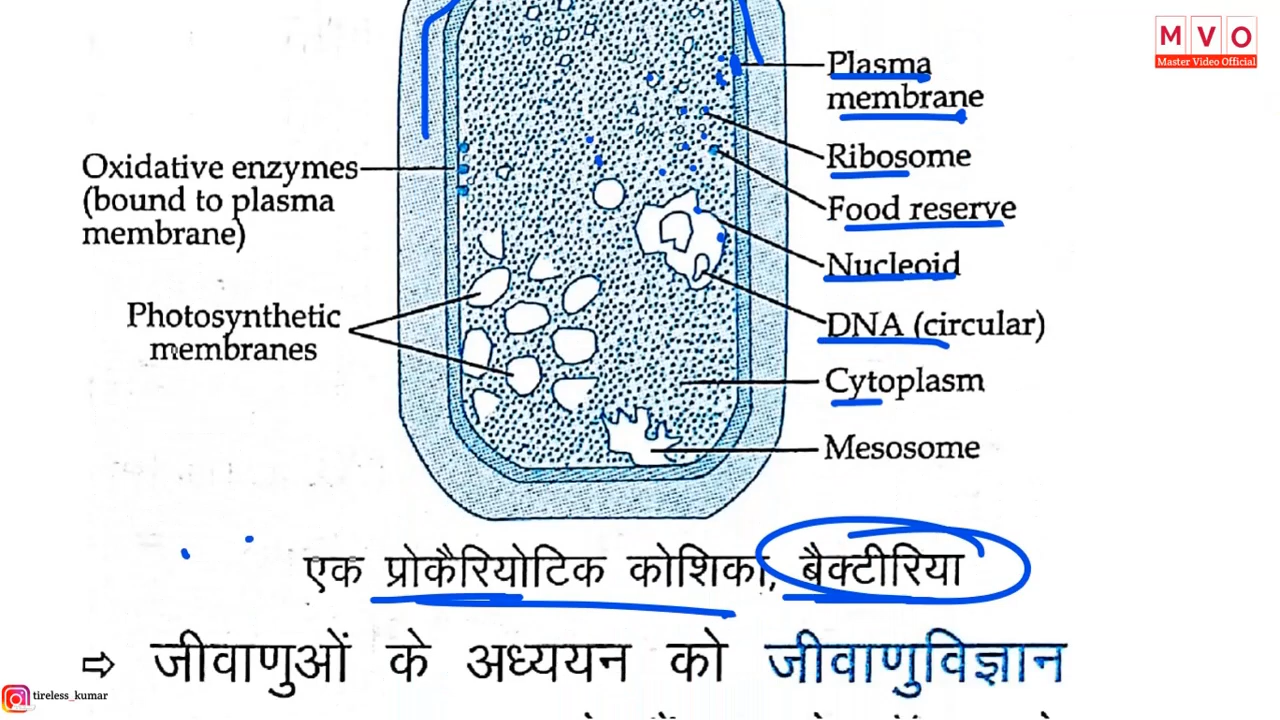 MVO
Master Video Official
Plasma
membrane
Ribosome
Food reserve
Nucleoid
DNA (circular)
Cytoplasm
Mesosome
Oxidative enzymes
(bound to plasma
membrane)
Photosynthetic
membranes
एक प्रोकैरियोटिक कोशिका, बैक्टीरिया
⇨ जीवाणुओं के अध्ययन को जीवाणुविज्ञान
tireless_kumar